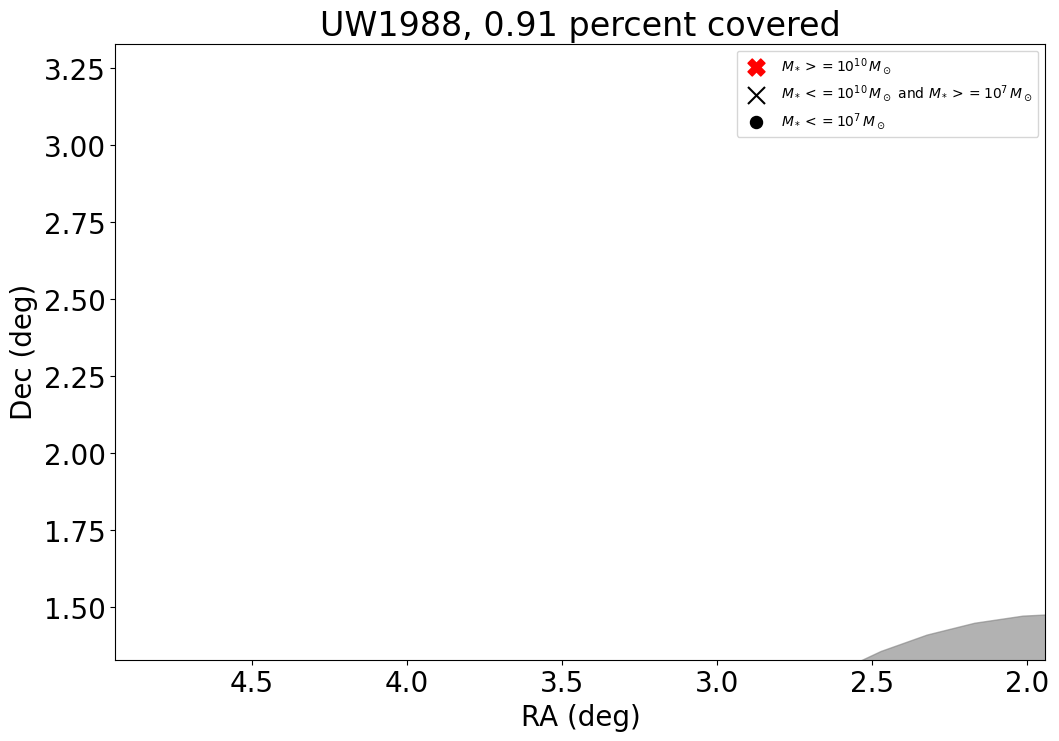 UW1988, 0.91 percent covered
M* >= 10^10 M⊙
M* <= 10^10 M⊙ and M* >= 10^7 M⊙
M* <= 10^7 M⊙
3.25
3.00
2.75
2.50
2.25
2.00
1.75
1.50
Dec (deg)
4.5 4.0 3.5 3.0 2.5 2.0
RA (deg)